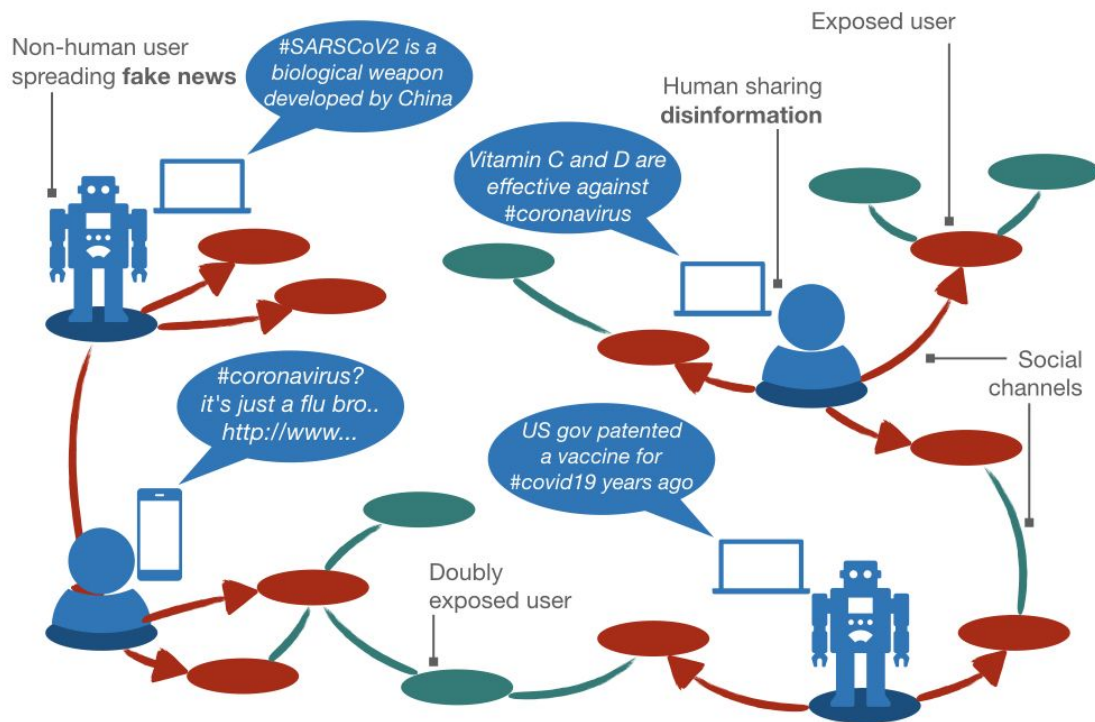 Non-human user
spreading fake news
#SARSCoV2 is a
biological weapon
developed by China
Human sharing
disinformation
Exposed user
Vitamin C and D are
effective against
#coronavirus
Social
channels
#coronavirus?
it's just a flu bro..
http://www...
US gov patented
a vaccine for
#covid19 years ago
Doubly
exposed user